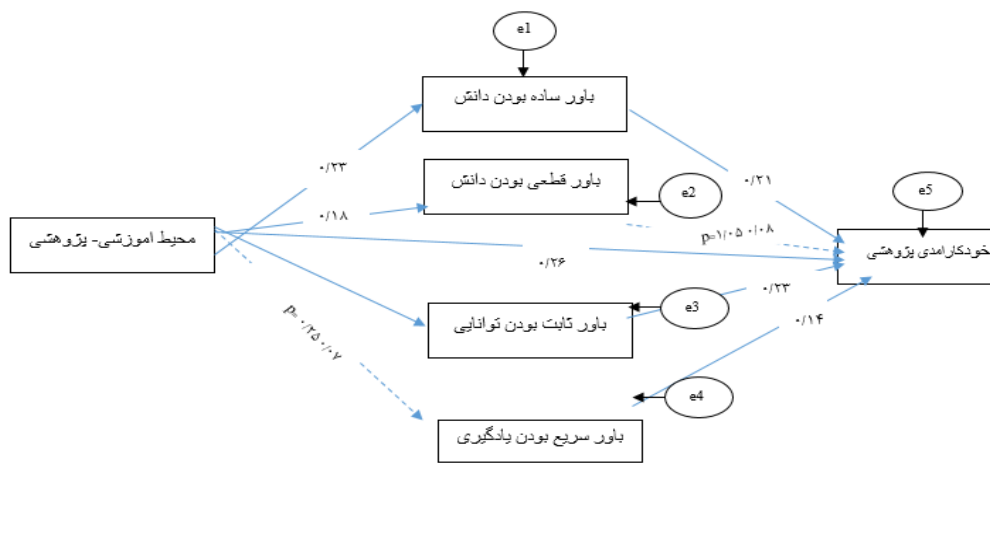 e1
باور ساده بودن دانش
۰/۲۳
۰/۲۱
باور قطعی بودن دانش
e2
e5
۰/۱۸
محیط اموزشی- پژوهشی
p=۱/۰۵ ۰/۰۸
خودکارامدی پژوهشی
۰/۲۶
۰/۲۳
e3
باور ثابت بودن توانایی
۰/۱۴
p= ۰/۲۵ ۰/۰۷
e4
باور سریع بودن یادگیری